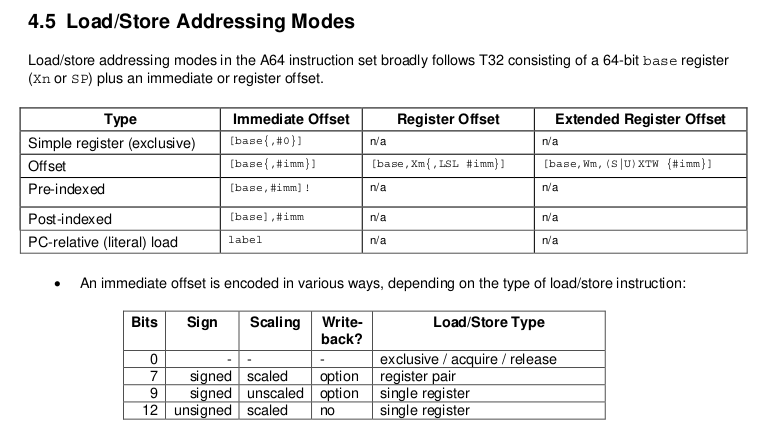 4.5 Load/Store Addressing Modes
Load/store addressing modes in the A64 instruction set broadly follows T32 consisting of a 64-bit base register
(Xn or SP) plus an immediate or register offset.
Type Immediate Offset Register Offset Extended Register Offset
Simple register (exclusive) [base{,#0}] n/a n/a
Offset [base{,#imm}] [base,Xm{,LSL #imm}] [base,Wm,(S|U)XTW {#imm}]
Pre-indexed [base,#imm]! n/a n/a
Post-indexed [base],#imm n/a n/a
PC-relative (literal) load label n/a n/a
• An immediate offset is encoded in various ways, depending on the type of load/store instruction:
Bits Sign Scaling Write- Load/Store Type
back?
0 - - - exclusive / acquire / release
7 signed scaled option register pair
9 signed unscaled option single register
12 unsigned scaled no single register